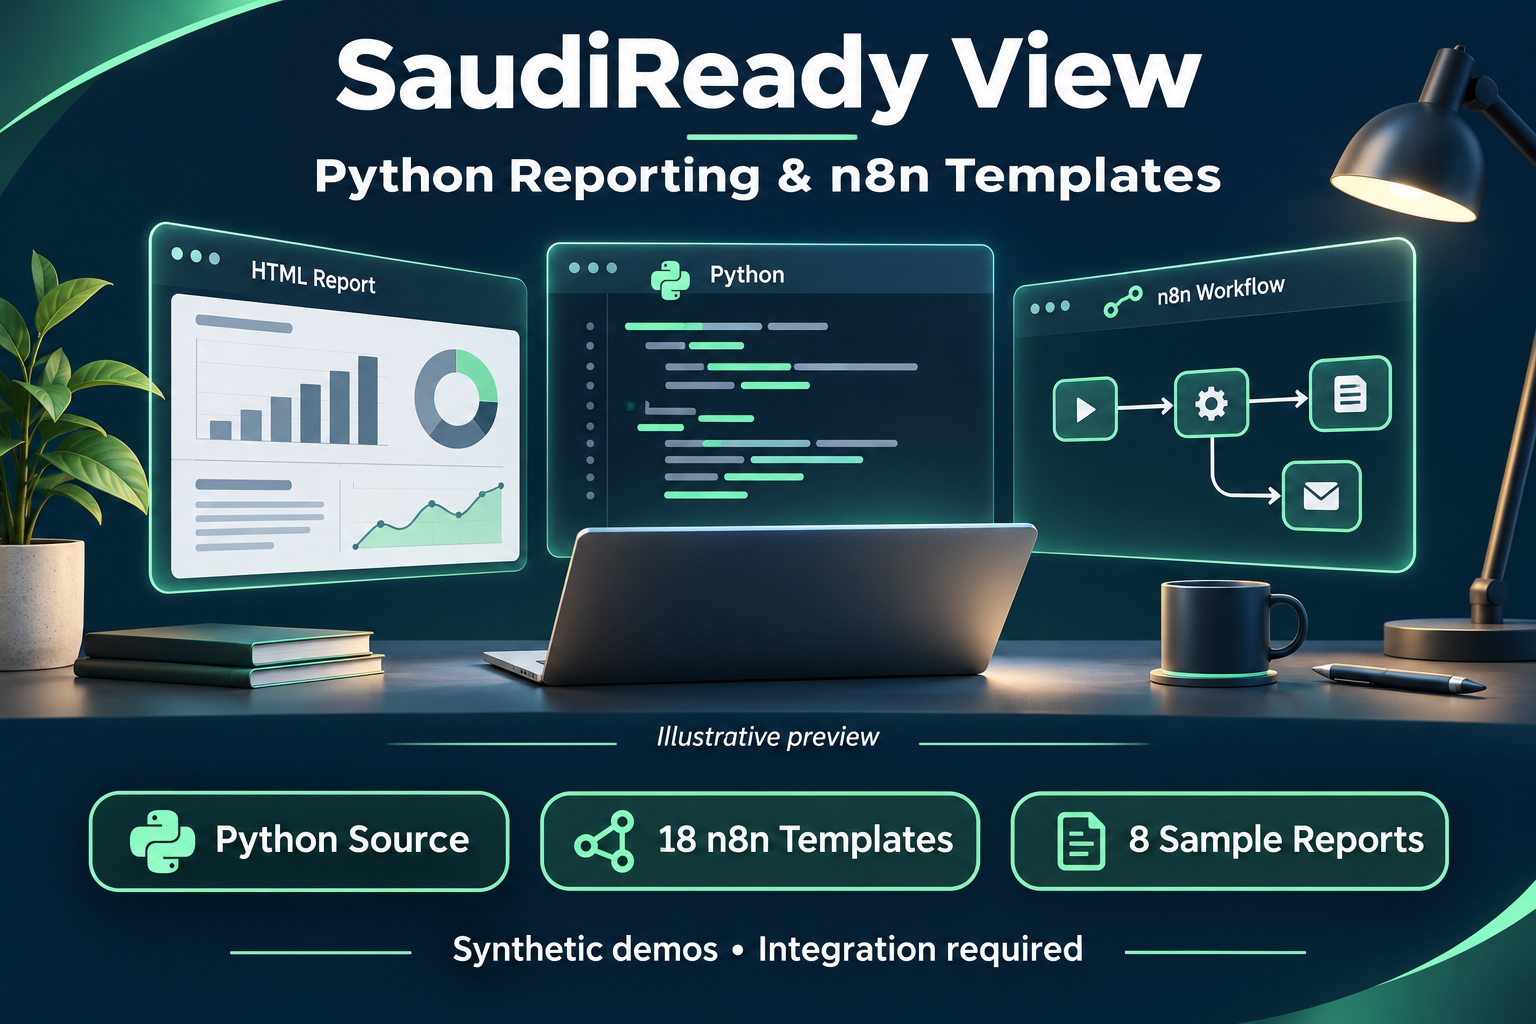 SaudiReady View
Python Reporting & n8n Templates
HTML Report
Python
n8n Workflow
Illustrative preview
Python Source
18 n8n Templates
8 Sample Reports
Synthetic demos • Integration required